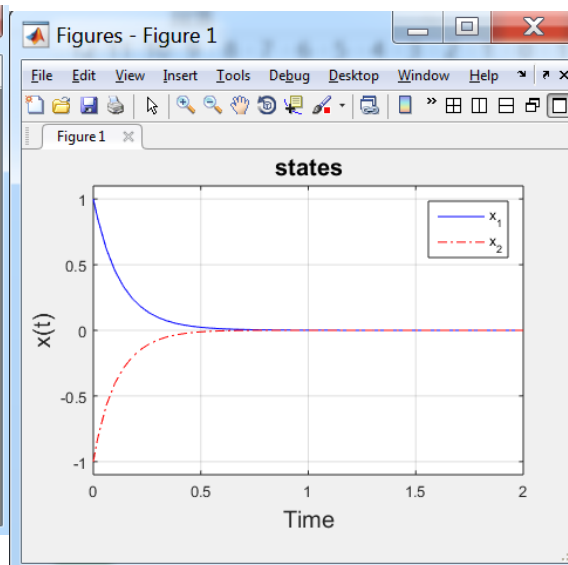 Figures - Figure 1
File Edit View Insert Tools Debug Desktop Window Help
Figure 1
states
x1
x2
1
0.5
0
-0.5
-1
x(t)
0 0.5 1 1.5 2
Time